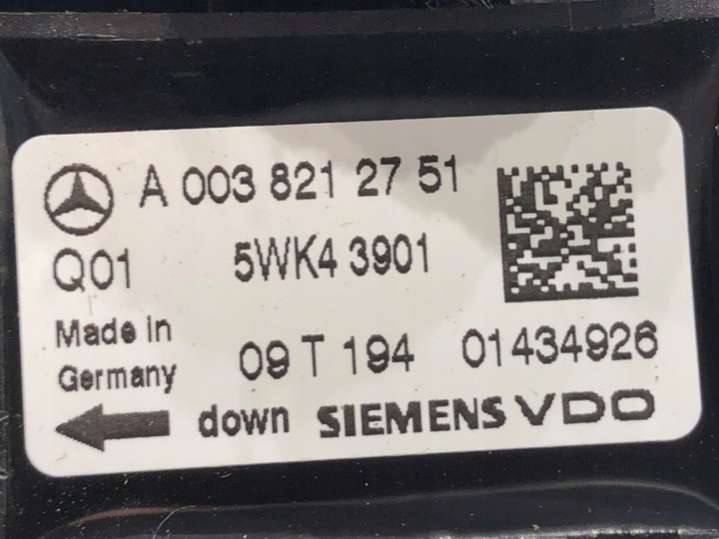 A 003 821 27 51
Q01 5WK4 3901
Made in
Germany
09 T 194 01434926
down SIEMENS VDO